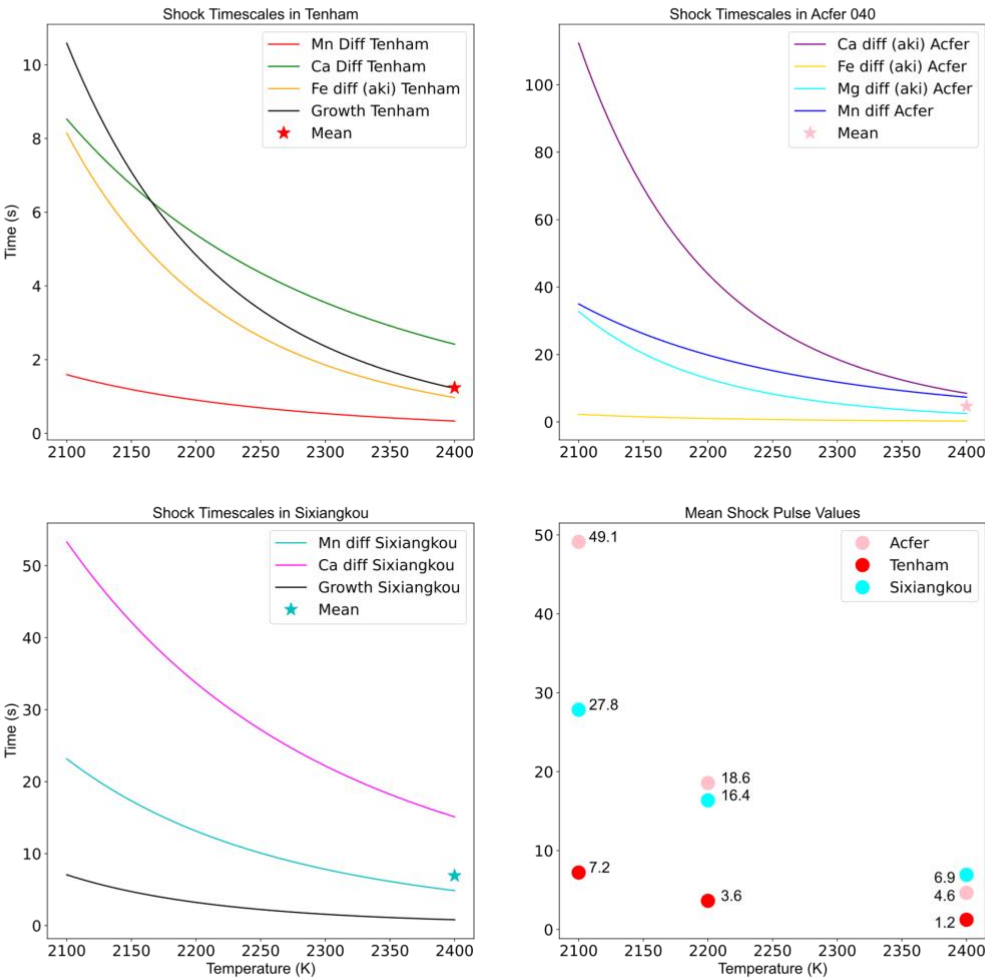 Shock Timescales in Tenham
Mn Diff Tenham
Ca Diff Tenham
Fe diff (aki) Tenham
Growth Tenham
Mean
Time (s)
10
8
6
4
2
0
2100 2150 2200 2250 2300 2350 2400
Shock Timescales in Acfer 040
Ca diff (aki) Acfer
Fe diff (aki) Acfer
Mg diff (aki) Acfer
Mn diff Acfer
Mean
100
80
60
40
20
0
2100 2150 2200 2250 2300 2350 2400
Shock Timescales in Sixiangkou
Mn diff Sixiangkou
Ca diff Sixiangkou
Growth Sixiangkou
Mean
Time (s)
50
40
30
20
10
0
2100 2150 2200 2250 2300 2350 2400
Temperature (K)
Mean Shock Pulse Values
Acfer
Tenham
Sixiangkou
50
40
30
20
10
0
49.1
27.8
18.6
16.4
7.2
3.6
6.9
4.6
1.2
2100 2150 2200 2250 2300 2350 2400
Temperature (K)